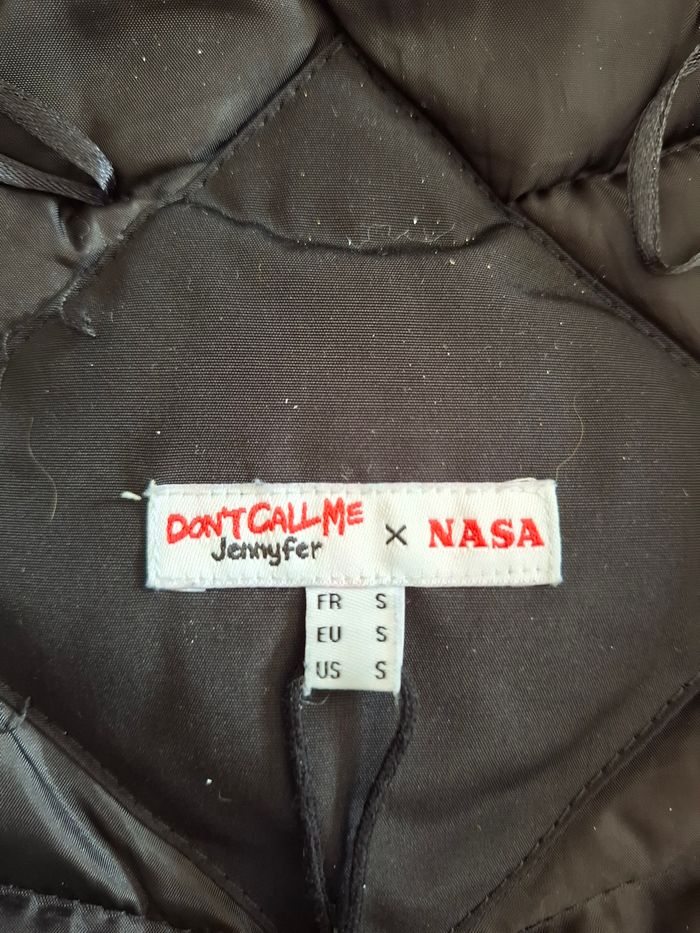 DON'T CALL ME
Jennyfer
× NASA
FR S
EU S
US S